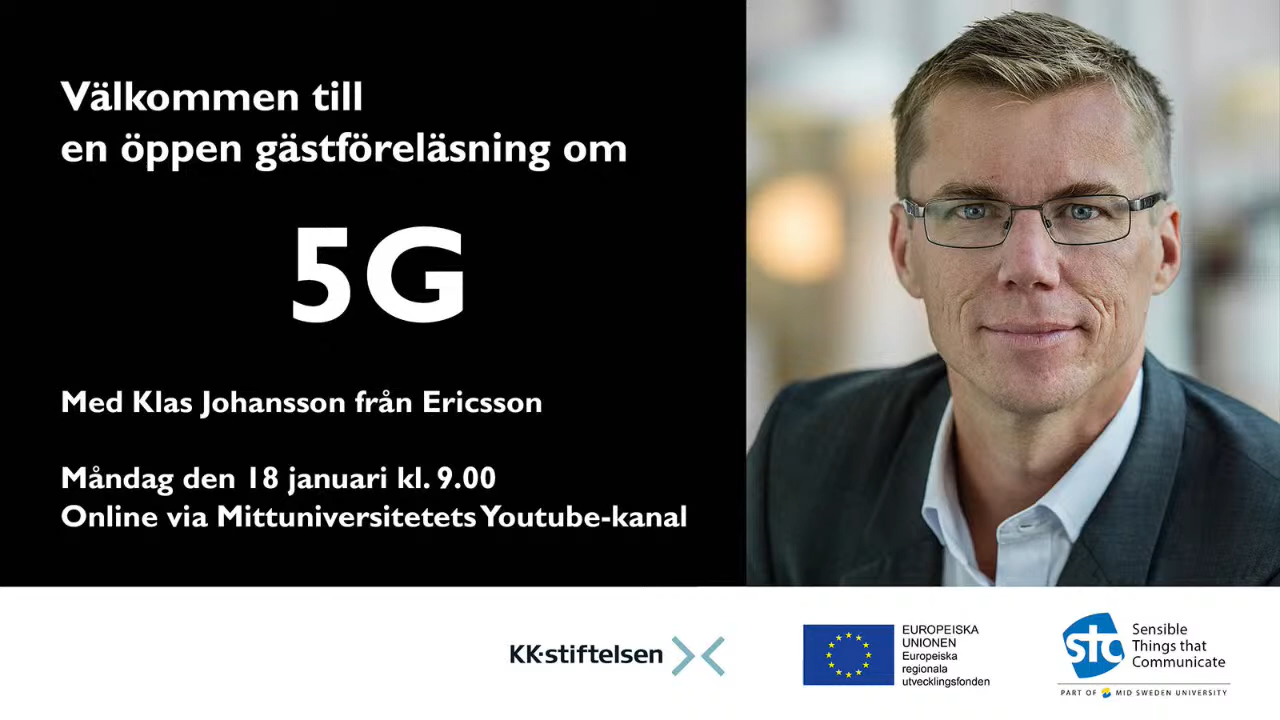 Välkommen till
en öppen gästföreläsning om
5G
Med Klas Johansson från Ericsson
Måndag den 18 januari kl. 9.00
Online via Mittuniversitetets Youtube-kanal
KK-stiftelsen
EUROPEISKA
UNIONEN
Europeiska
regionala
utvecklingsfonden
stc
Sensible
Things that
Communicate
PART OF MID SWEDEN UNIVERSITY